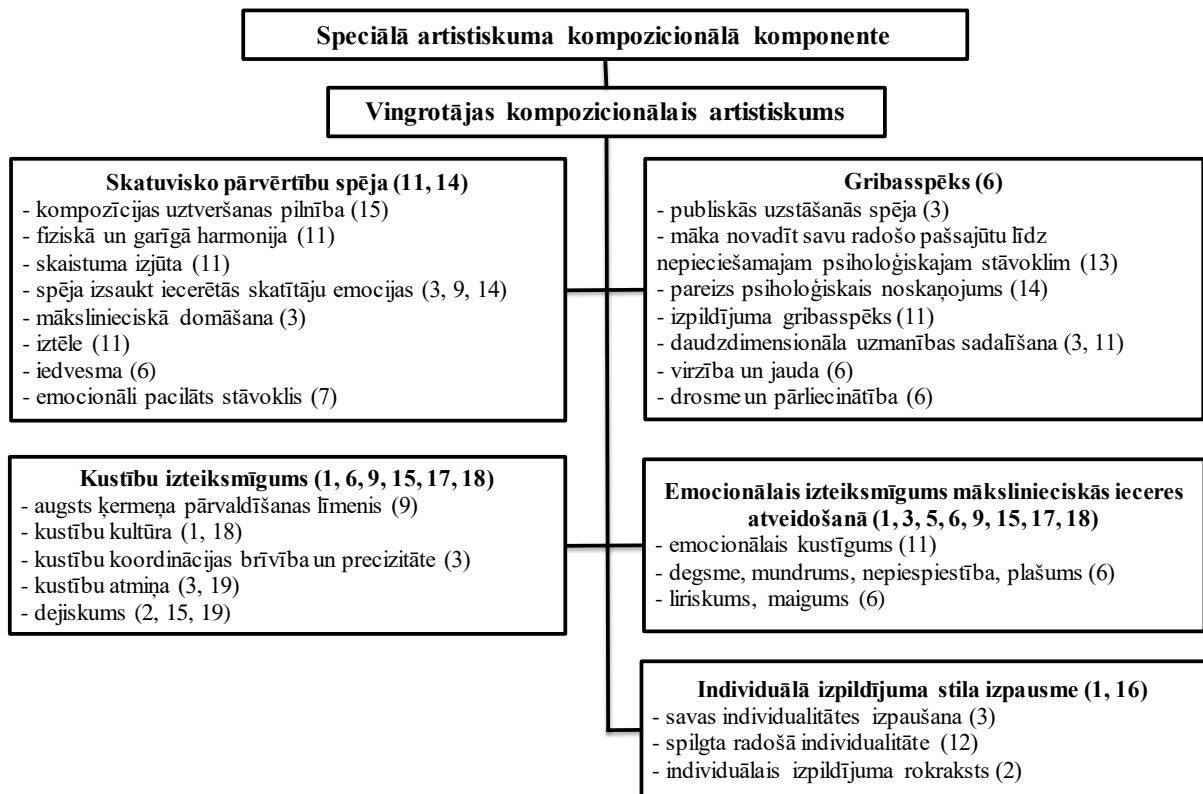 Speciālā artistiskuma kompozicionālā komponente
Vingrotājas kompozicionālais artistiskums
Skatuvisko pārvērtību spēja (11, 14)
- kompozīcijas uztveršanas pilnība (15)
- fiziskā un garīgā harmonija (11)
- skaistuma izjūta (11)
- spēja izsaukt iecerētās skatītāju emocijas (3, 9, 14)
- mākslinieciskā domāšana (3)
- iztēle (11)
- iedvesma (6)
- emocionāli pacilāts stāvoklis (7)
Gribasspēks (6)
- publiskās uzstāšanās spēja (3)
- māka novadīt savu radošo pašsajūtu līdz
nepieciešamajam psiholoģiskajam stāvoklim (13)
- pareizs psiholoģiskais noskaņojums (14)
- izpildījuma gribasspēks (11)
- daudzdimensionāla uzmanības sadalīšana (3, 11)
- virzība un jauda (6)
- drosme un pārliecinātība (6)
Kustību izteiksmīgums (1, 6, 9, 15, 17, 18)
- augsts ķermeņa pārvaldīšanas līmenis (9)
- kustību kultūra (1, 18)
- kustību koordinācijas brīvība un precizitāte (3)
- kustību atmiņa (3, 19)
- dejiskums (2, 15, 19)
Emocionālais izteiksmīgums mākslinieciskās ieceres
atveidošanā (1, 3, 5, 6, 9, 15, 17, 18)
- emocionālais kustīgums (11)
- degsme, mundrums, nepiespiestība, plašums (6)
- liriskums, maigums (6)
Individuālā izpildījuma stila izpausme (1, 16)
- savas individualitātes izpaušana (3)
- spilgta radošā individualitāte (12)
- individuālais izpildījuma rokraksts (2)